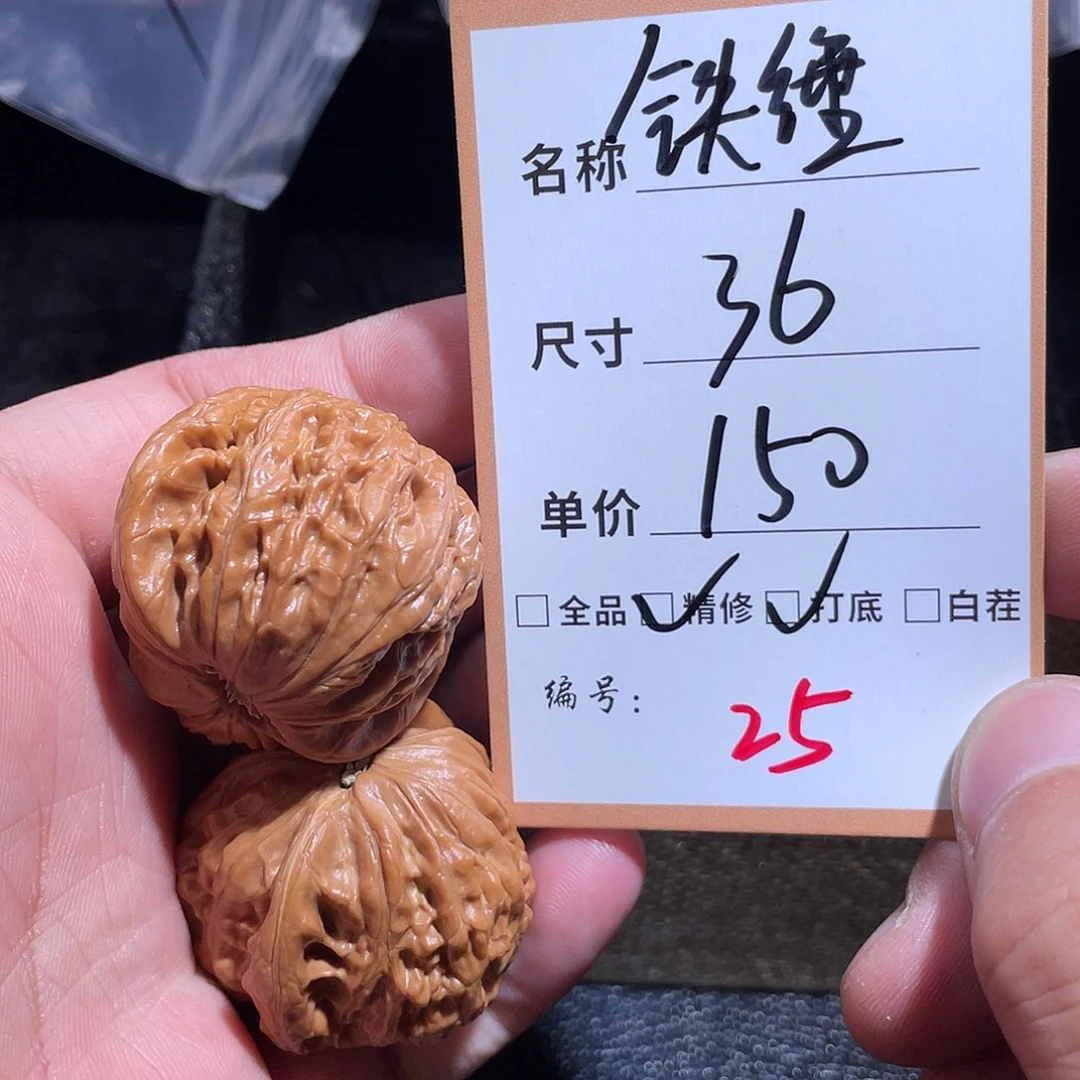 名称 铁缠
尺寸 36
单价 150
□全品 ☑精修 ☑打底 □白茬
编号: 25